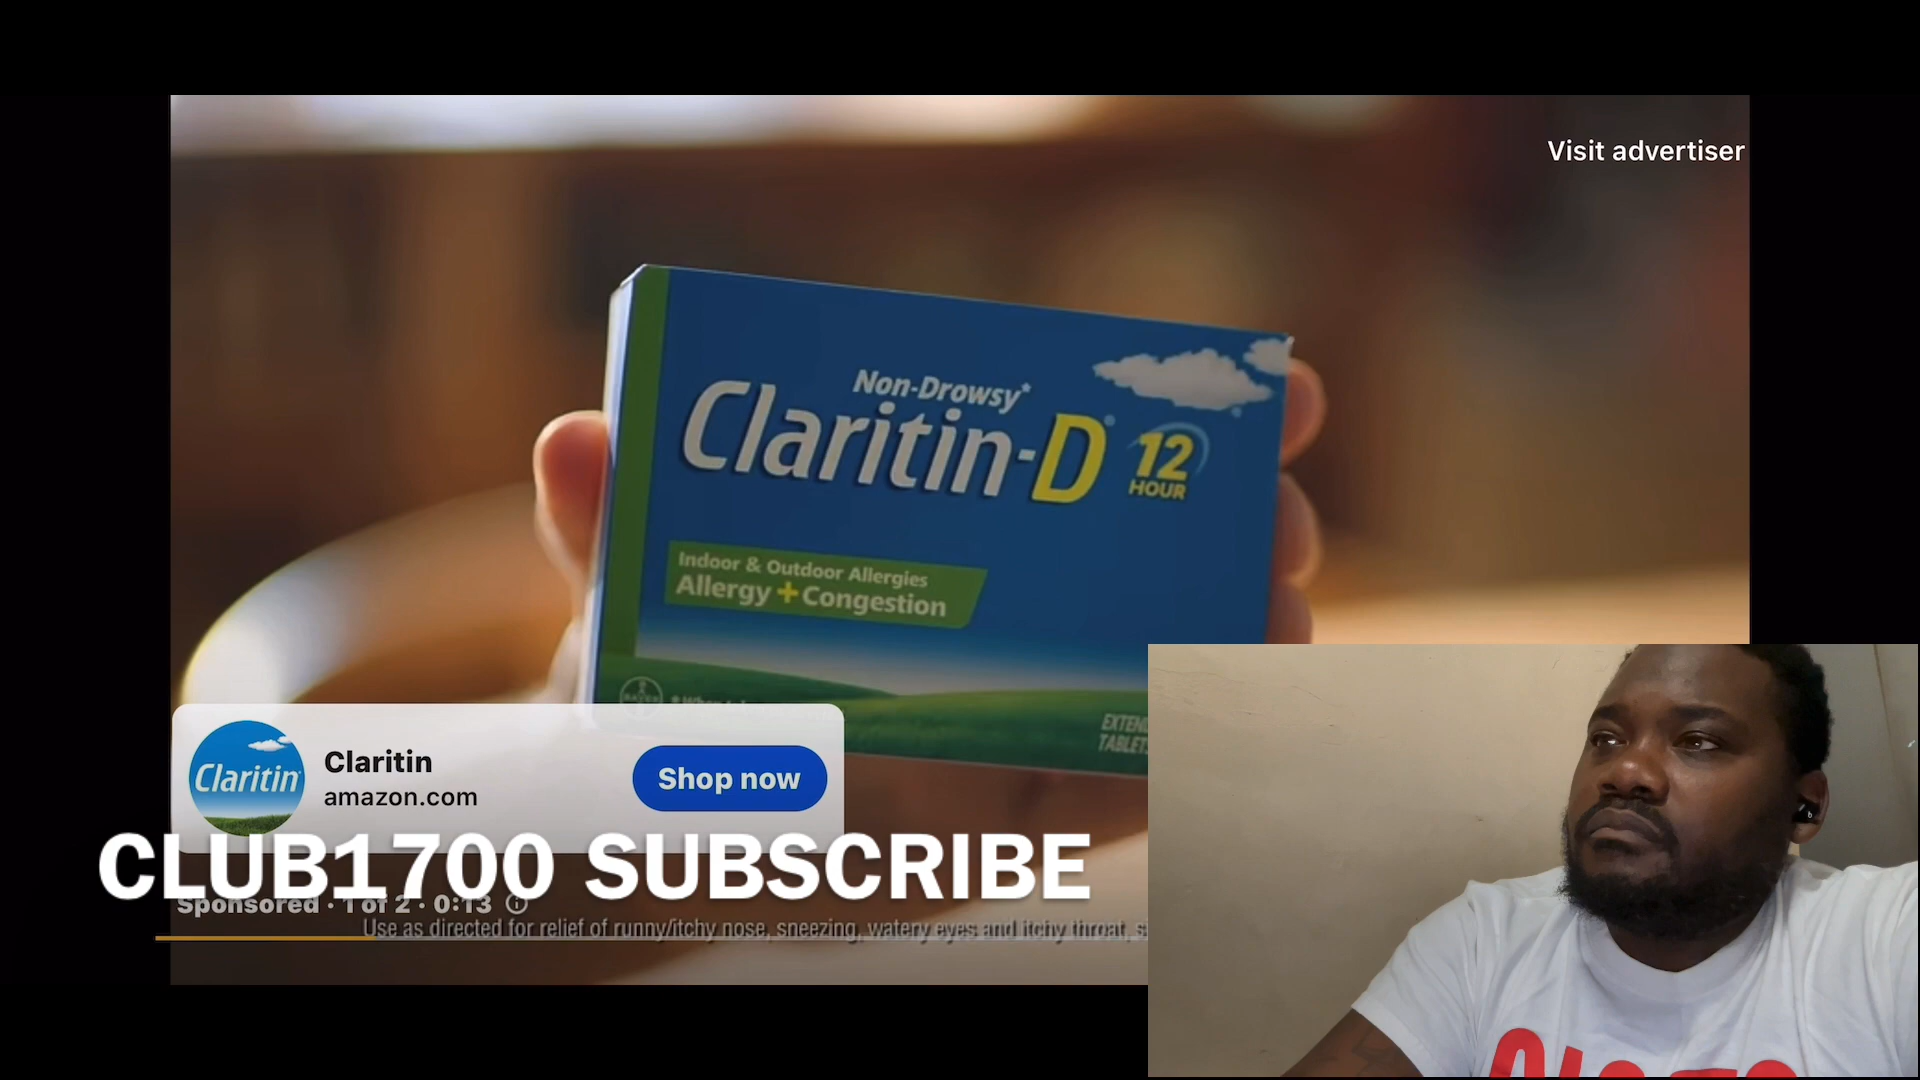 Visit advertiser
Non-Drowsy*
Claritin-D®
12
HOUR
Indoor & Outdoor Allergies
Allergy + Congestion
BAYER
Claritin
Claritin
amazon.com
Shop now
CLUB1700 SUBSCRIBE
Sponsored · 1 of 2 · 0:13
Use as directed for relief of runny/itchy nose, sneezing, watery eyes and itchy throat,